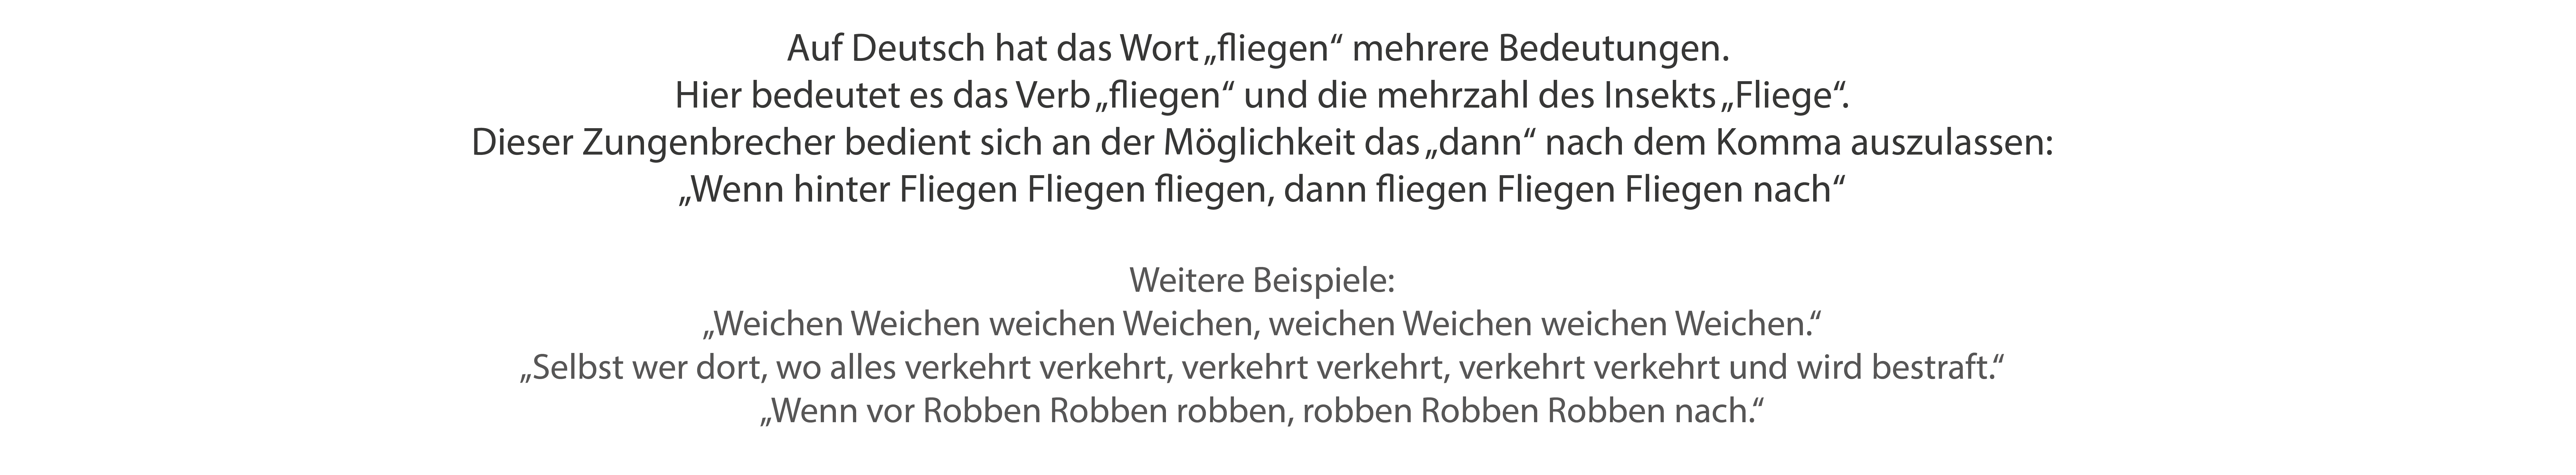 Auf Deutsch hat das Wort „fliegen“ mehrere Bedeutungen.
Hier bedeutet es das Verb „fliegen“ und die mehrzahl des Insekts „Fliege“.
Dieser Zungenbrecher bedient sich an der Möglichkeit das „dann“ nach dem Komma auszulassen:
„Wenn hinter Fliegen Fliegen fliegen, dann fliegen Fliegen Fliegen nach“
Weitere Beispiele:
„Weichen Weichen weichen Weichen, weichen Weichen weichen Weichen.“
„Selbst wer dort, wo alles verkehrt verkehrt, verkehrt verkehrt, verkehrt verkehrt und wird bestraft.“
„Wenn vor Robben Robben robben, robben Robben Robben nach.“